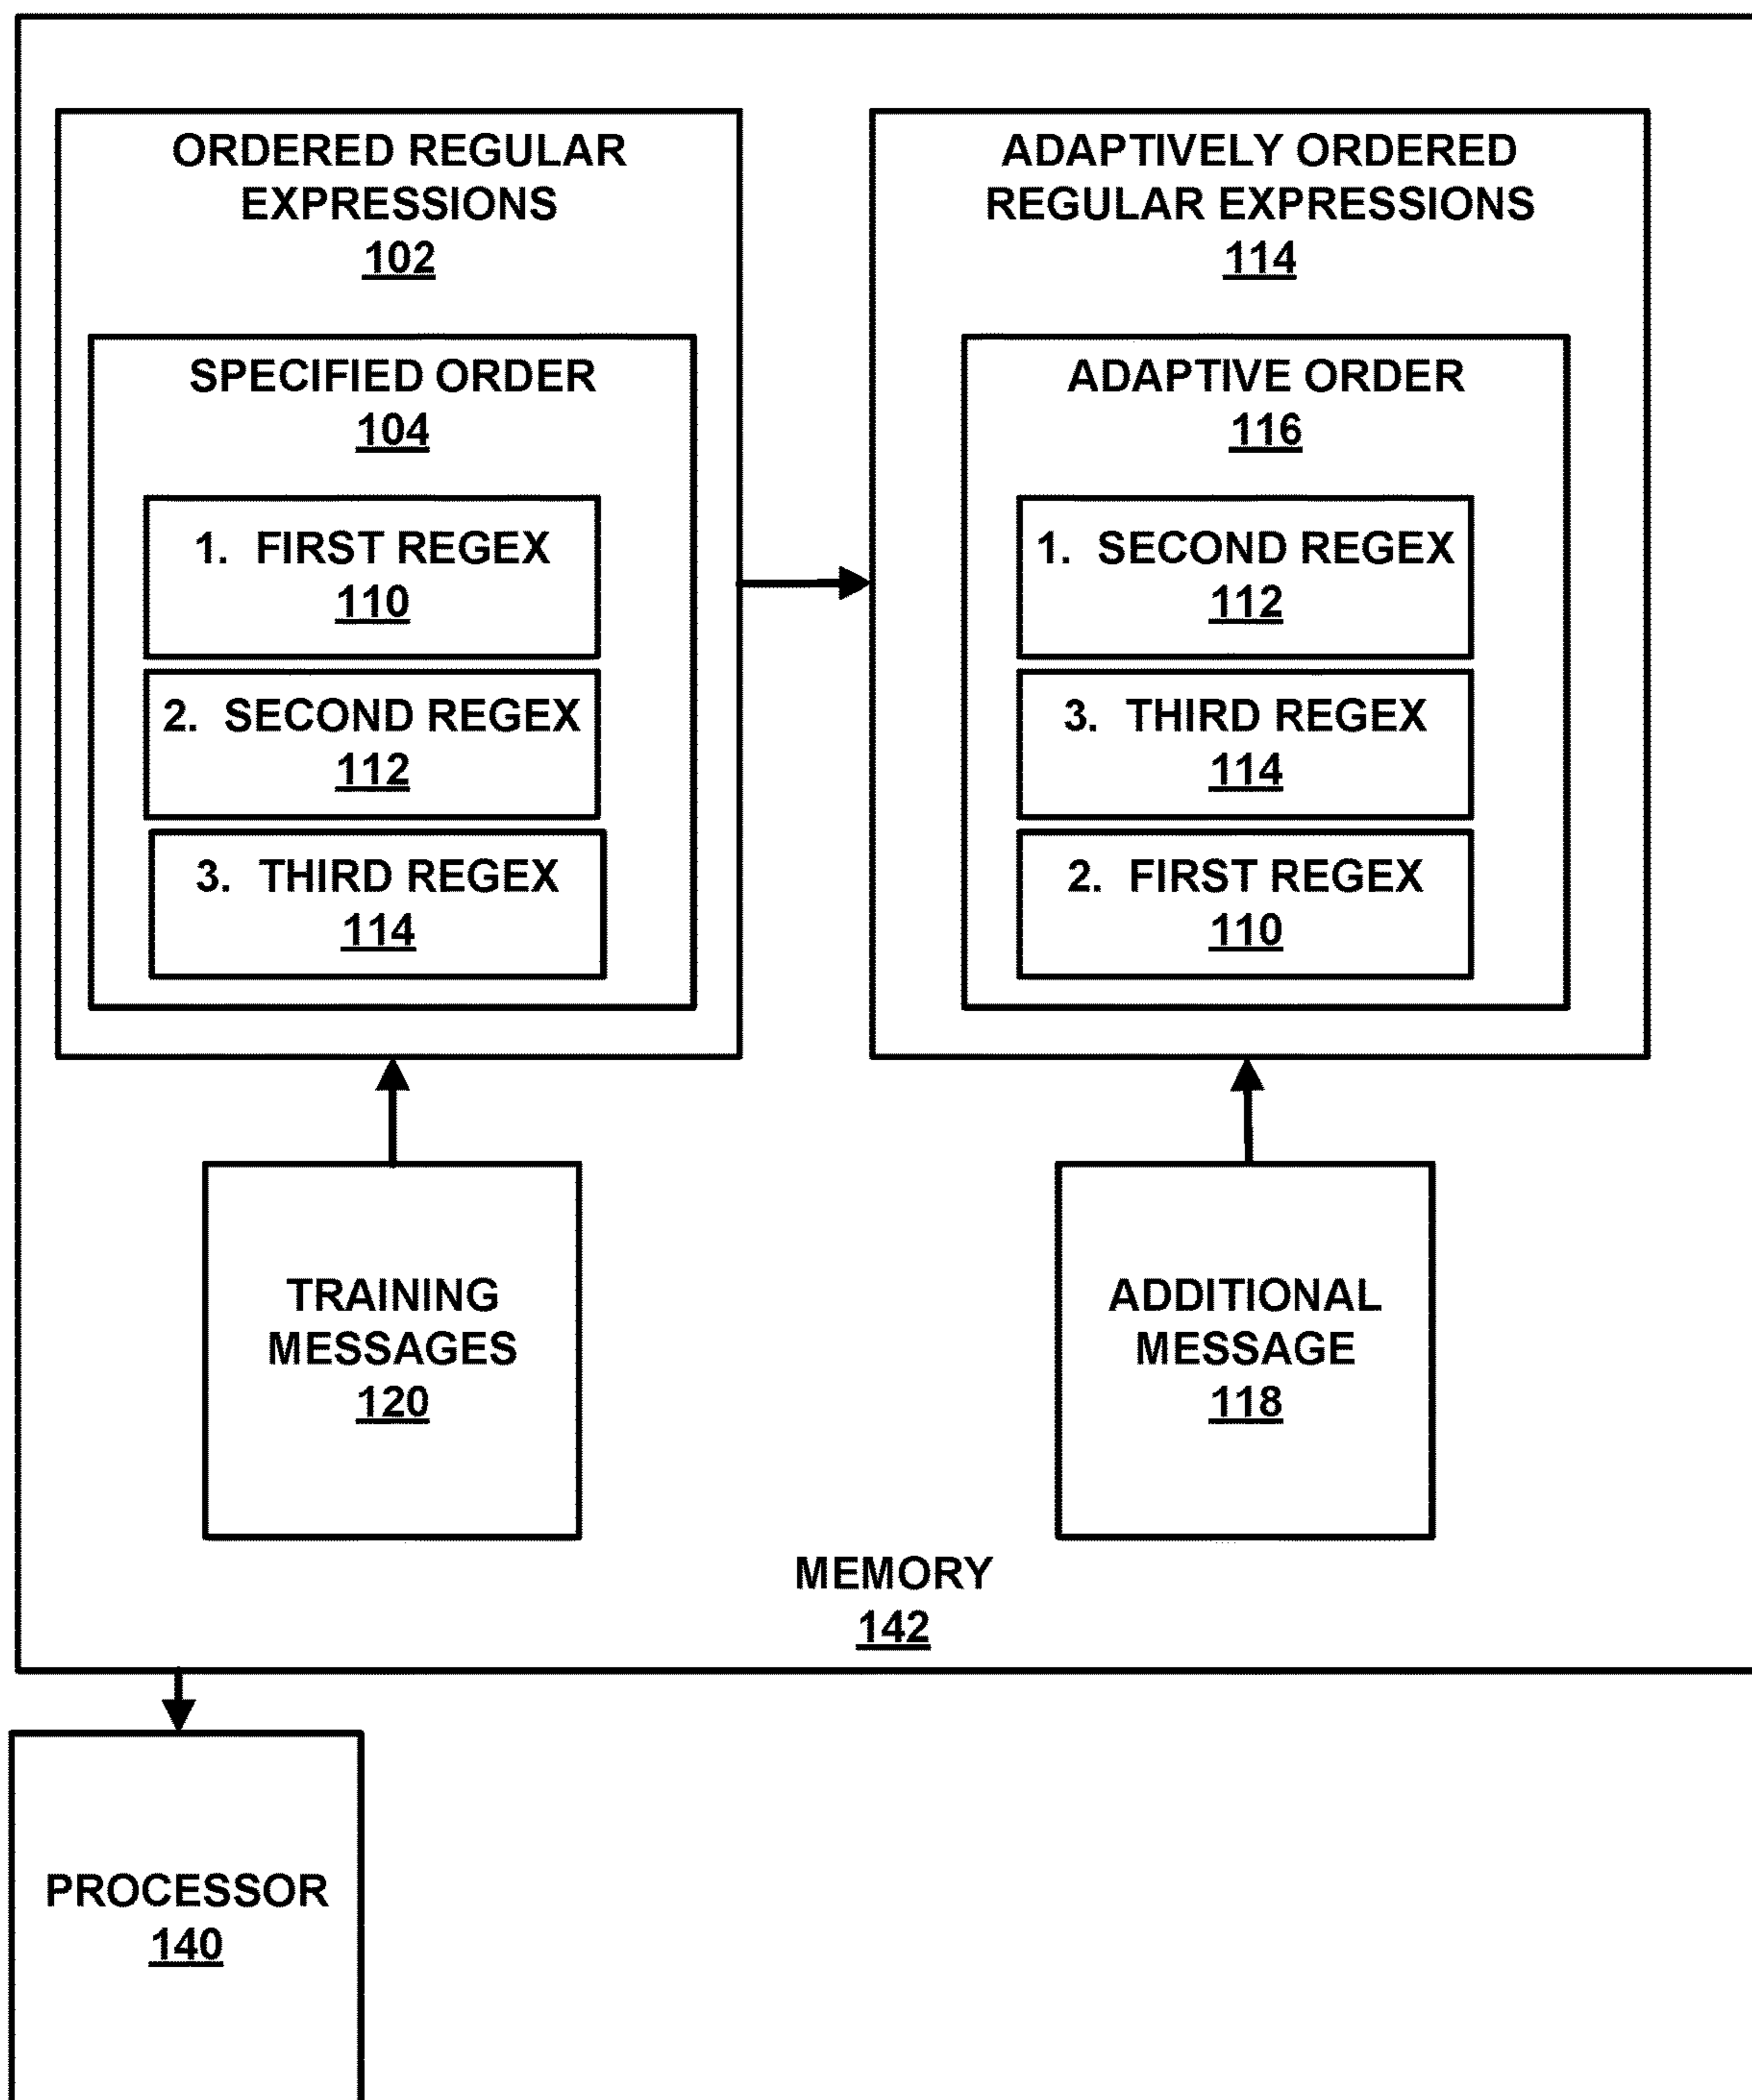 ORDERED REGULAR
EXPRESSIONS
102
SPECIFIED ORDER
104
1. FIRST REGEX
110
2. SECOND REGEX
112
3. THIRD REGEX
114
ADAPTIVELY ORDERED
REGULAR EXPRESSIONS
114
ADAPTIVE ORDER
116
1. SECOND REGEX
112
3. THIRD REGEX
114
2. FIRST REGEX
110
TRAINING
MESSAGES
120
ADDITIONAL
MESSAGE
118
MEMORY
142
PROCESSOR
140